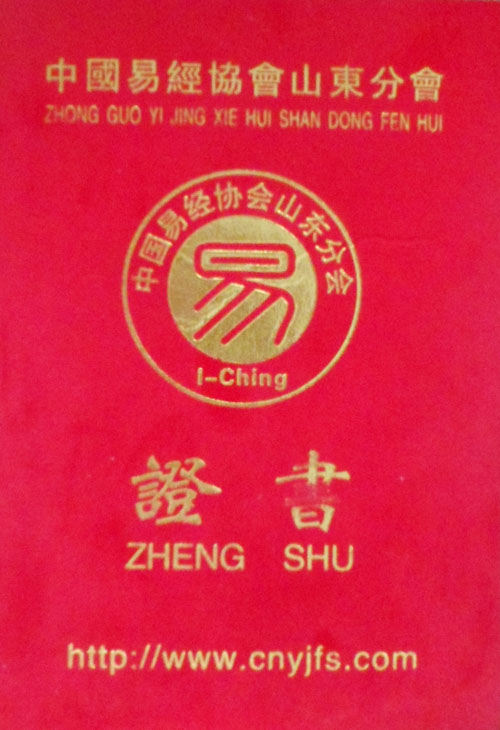 中國易經協會山東分會
ZHONG GUO YI JING XIE HUI SHAN DONG FEN HUI
中国易经协会山东分会
易
I-Ching
證書
ZHENG SHU
http://www.cnyjfs.com